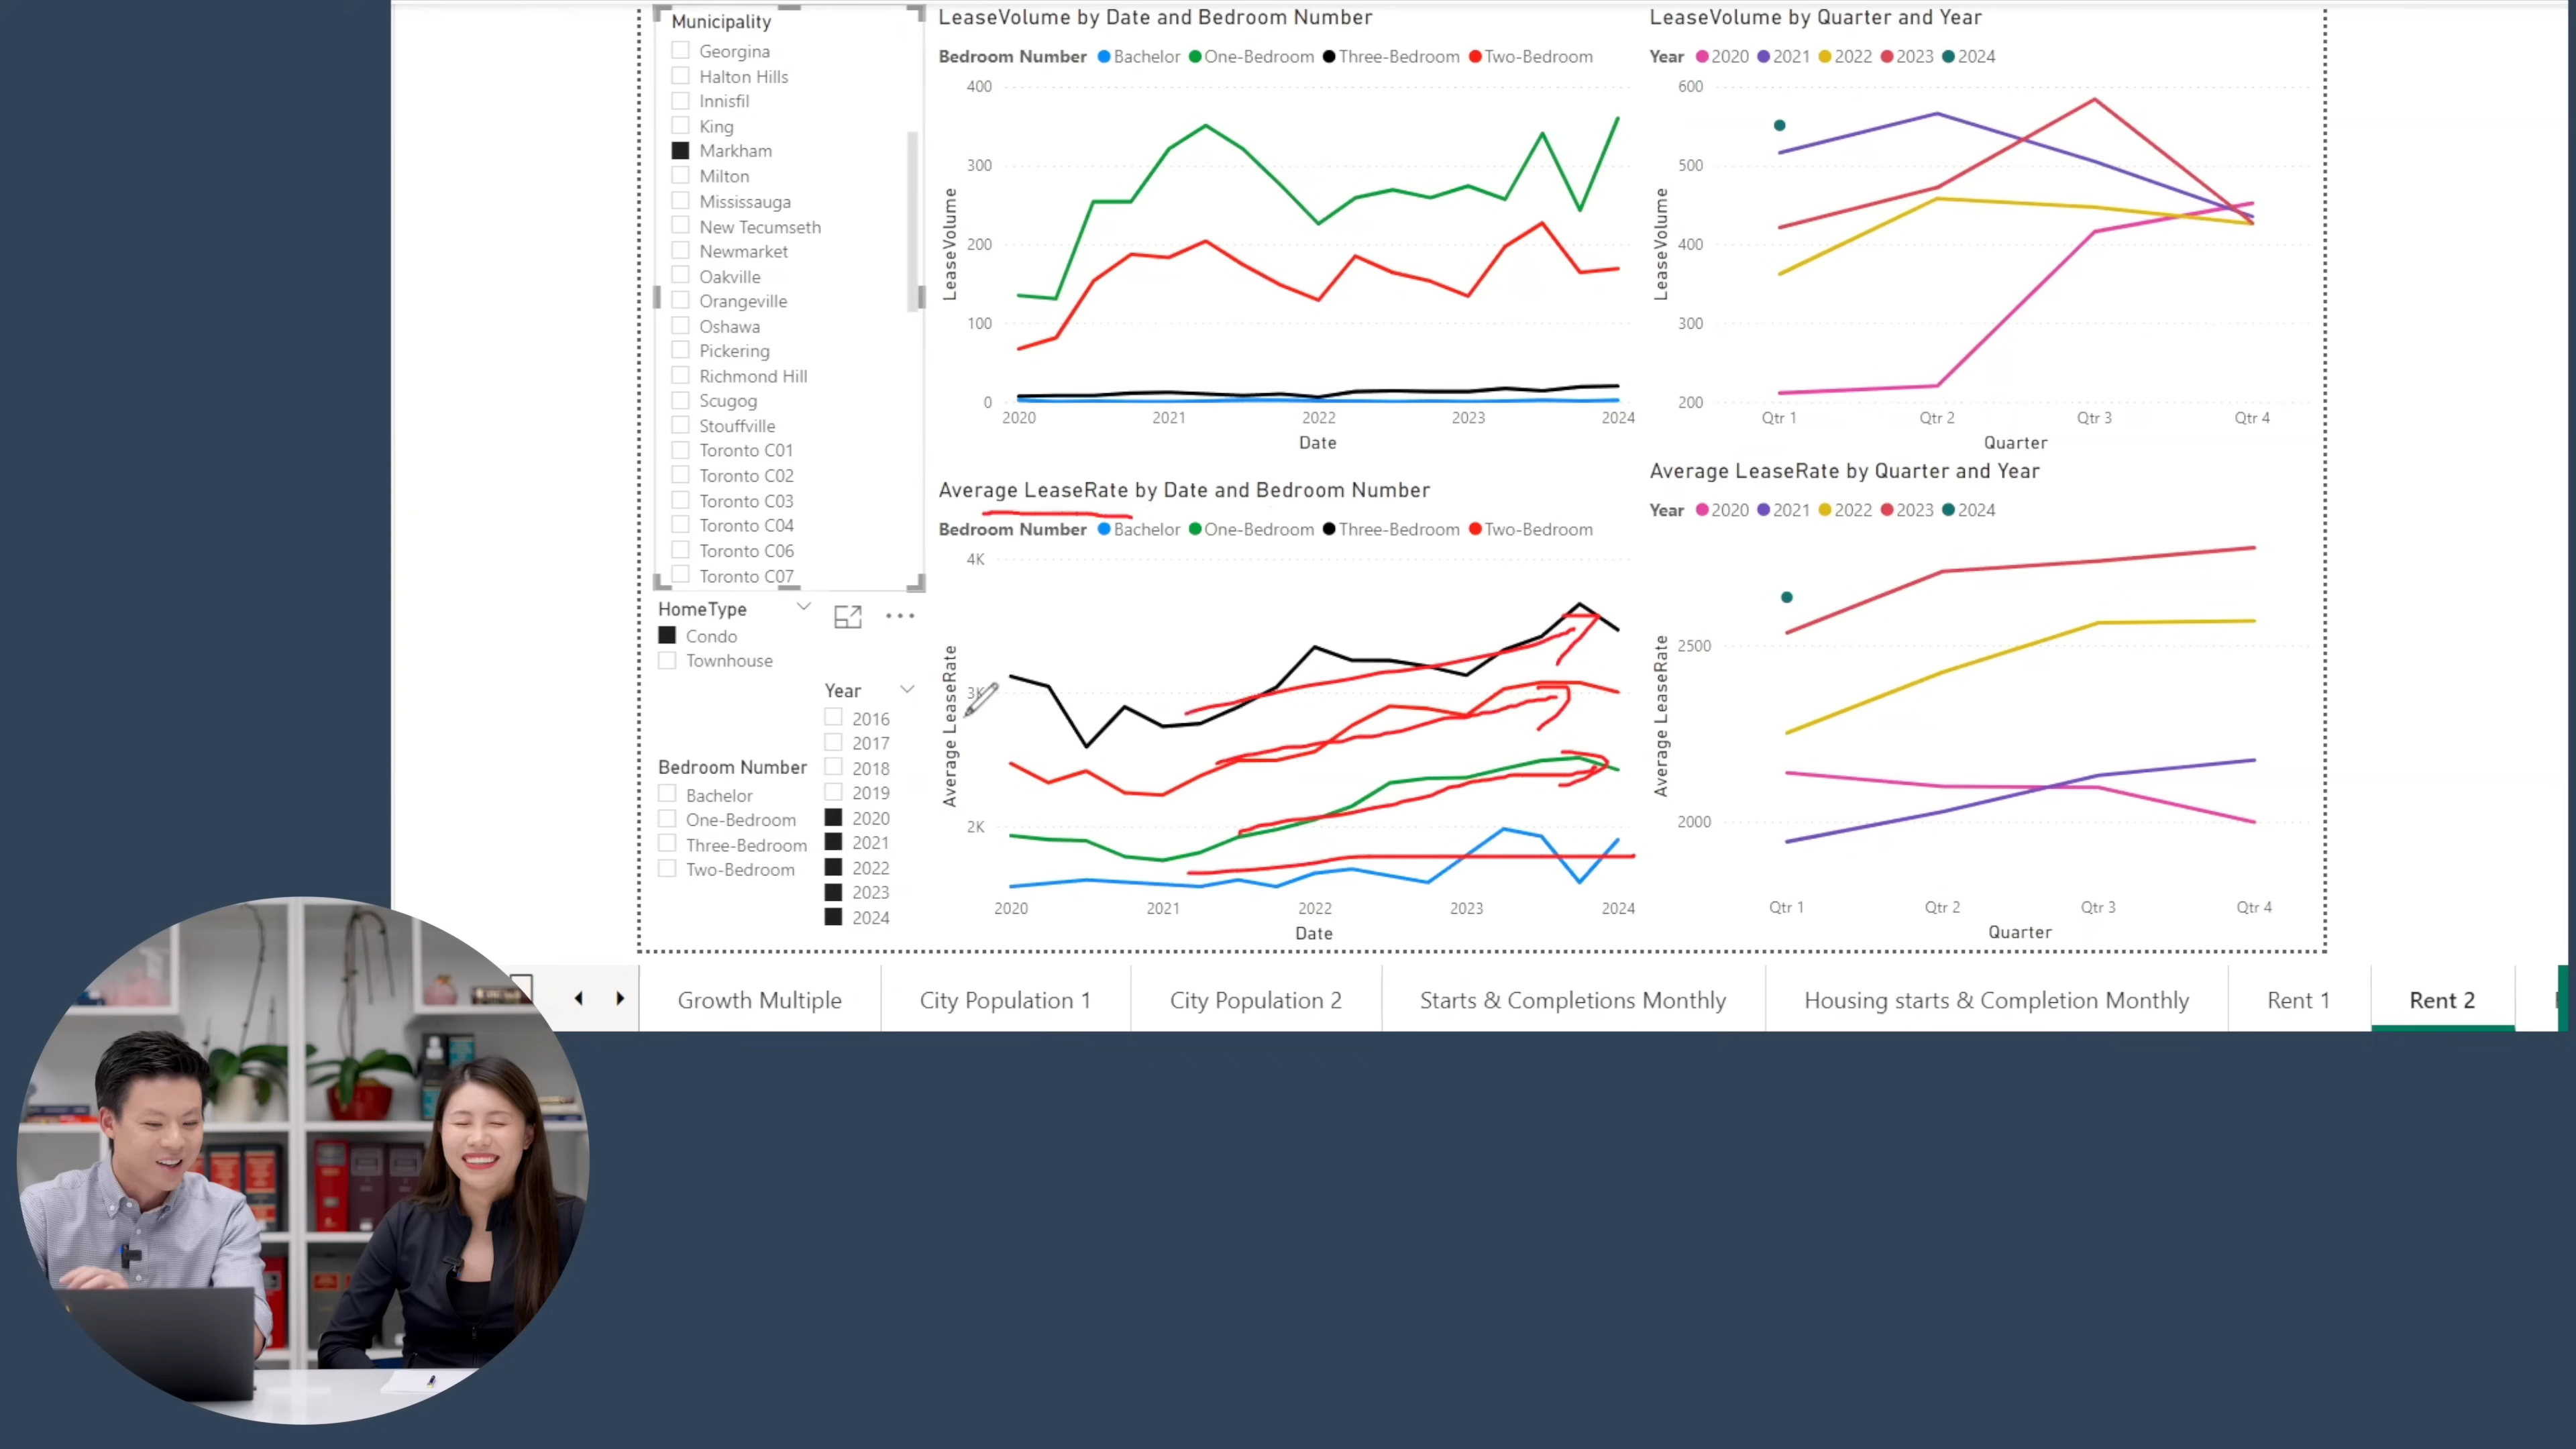 Municipality
Georgina
Halton Hills
Innisfil
King
Markham
Milton
Mississauga
New Tecumseth
Newmarket
Oakville
Orangeville
Oshawa
Pickering
Richmond Hill
Scugog
Stouffville
Toronto C01
Toronto C02
Toronto C03
Toronto C04
Toronto C06
Toronto C07
HomeType
Condo
Townhouse
Bedroom Number
Bachelor
One-Bedroom
Three-Bedroom
Two-Bedroom
Year
2016
2017
2018
2019
2020
2021
2022
2023
2024
LeaseVolume by Date and Bedroom Number
Bedroom Number Bachelor One-Bedroom Three-Bedroom Two-Bedroom
LeaseVolume
400
300
200
100
0
2020 2021 2022 2023 2024
Date
LeaseVolume by Quarter and Year
Year 2020 2021 2022 2023 2024
LeaseVolume
600
500
400
300
200
Qtr 1 Qtr 2 Qtr 3 Qtr 4
Quarter
Average LeaseRate by Date and Bedroom Number
Bedroom Number Bachelor One-Bedroom Three-Bedroom Two-Bedroom
Average LeaseRate
4K
3K
2K
2020 2021 2022 2023 2024
Date
Average LeaseRate by Quarter and Year
Year 2020 2021 2022 2023 2024
Average LeaseRate
2500
2000
Qtr 1 Qtr 2 Qtr 3 Qtr 4
Quarter
Growth Multiple City Population 1 City Population 2 Starts & Completions Monthly Housing starts & Completion Monthly Rent 1 Rent 2